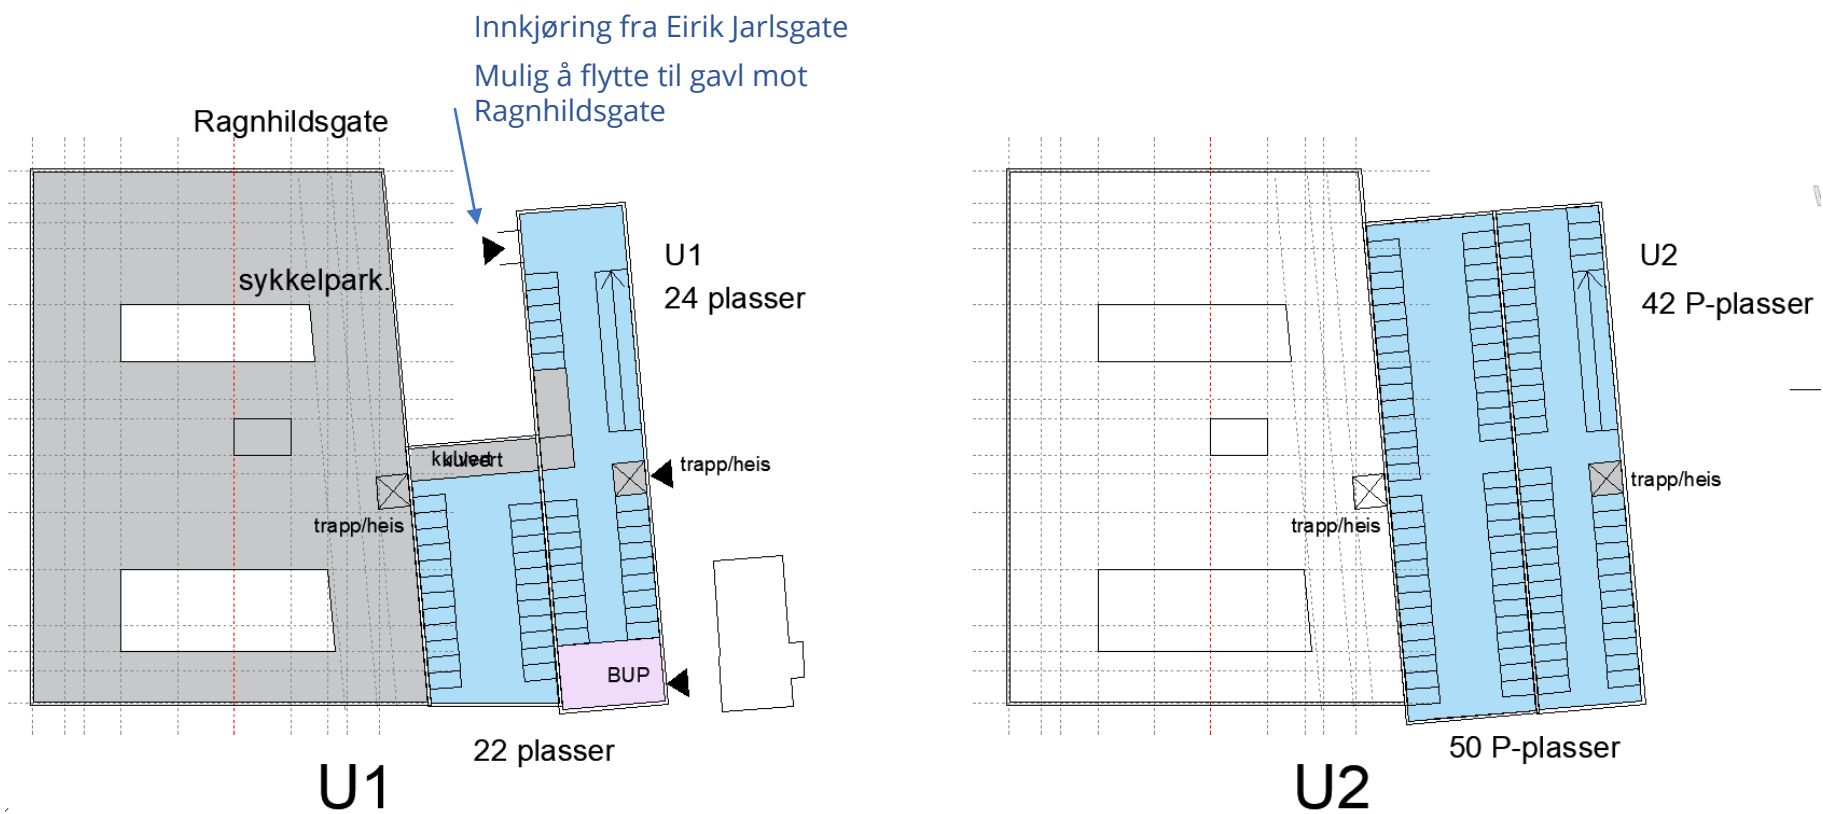 Innkjøring fra Eirik Jarlsgate
Mulig å flytte til gavl mot
Ragnhildsgate
Ragnhildsgate
sykkelpark.
U1
24 plasser
kulvert
trapp/heis
trapp/heis
BUP
22 plasser
U1
U2
42 P-plasser
trapp/heis
trapp/heis
50 P-plasser
U2